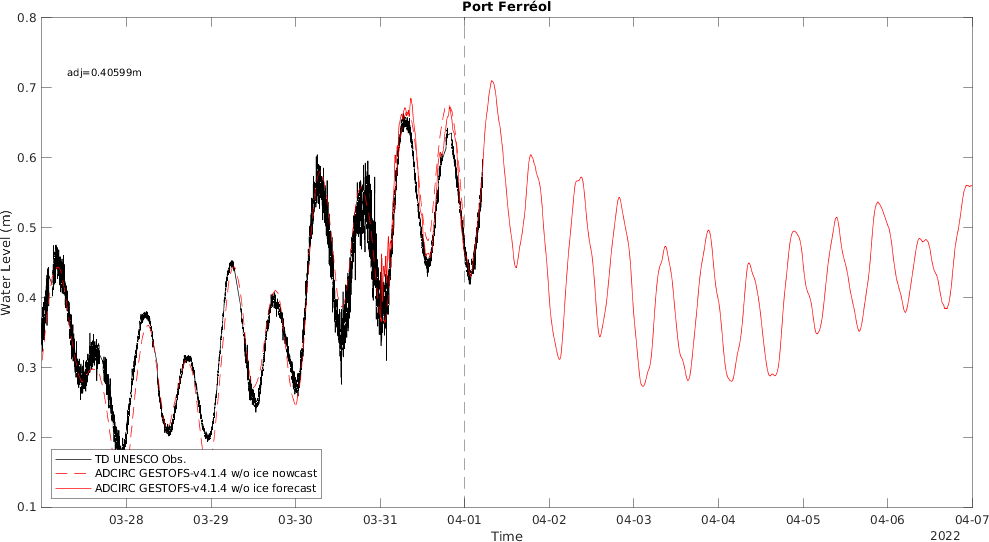 Port Ferréol
0.8
0.7
0.6
0.5
0.4
0.3
0.2
0.1
Water Level (m)
adj=0.40599m
TD UNESCO Obs.
ADCIRC GESTOFS-v4.1.4 w/o ice nowcast
ADCIRC GESTOFS-v4.1.4 w/o ice forecast
03-28 03-29 03-30 03-31 04-01 04-02 04-03 04-04 04-05 04-06 04-07
Time
2022